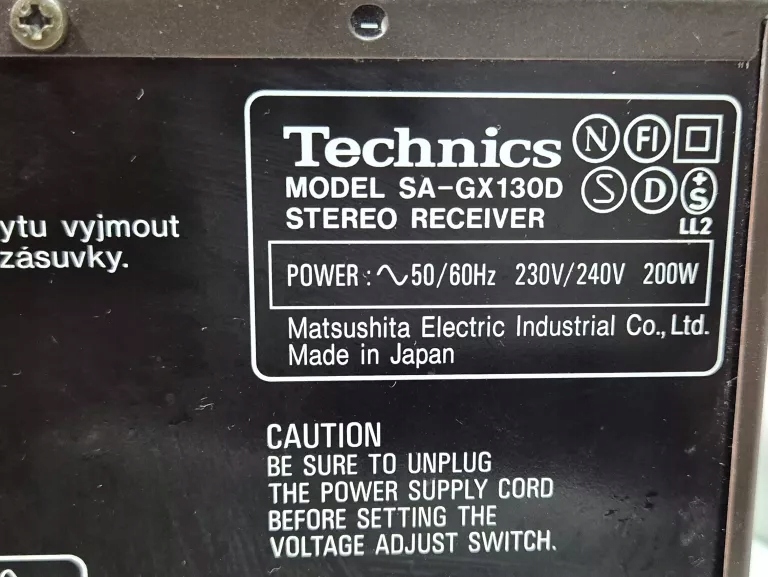 Technics N FI
MODEL SA-GX130D S D +S
STEREO RECEIVER LL2
ytu vyjmout
zásuvky.
POWER : ∿50/60Hz 230V/240V 200W
Matsushita Electric Industrial Co., Ltd.
Made in Japan
CAUTION
BE SURE TO UNPLUG
THE POWER SUPPLY CORD
BEFORE SETTING THE
VOLTAGE ADJUST SWITCH.